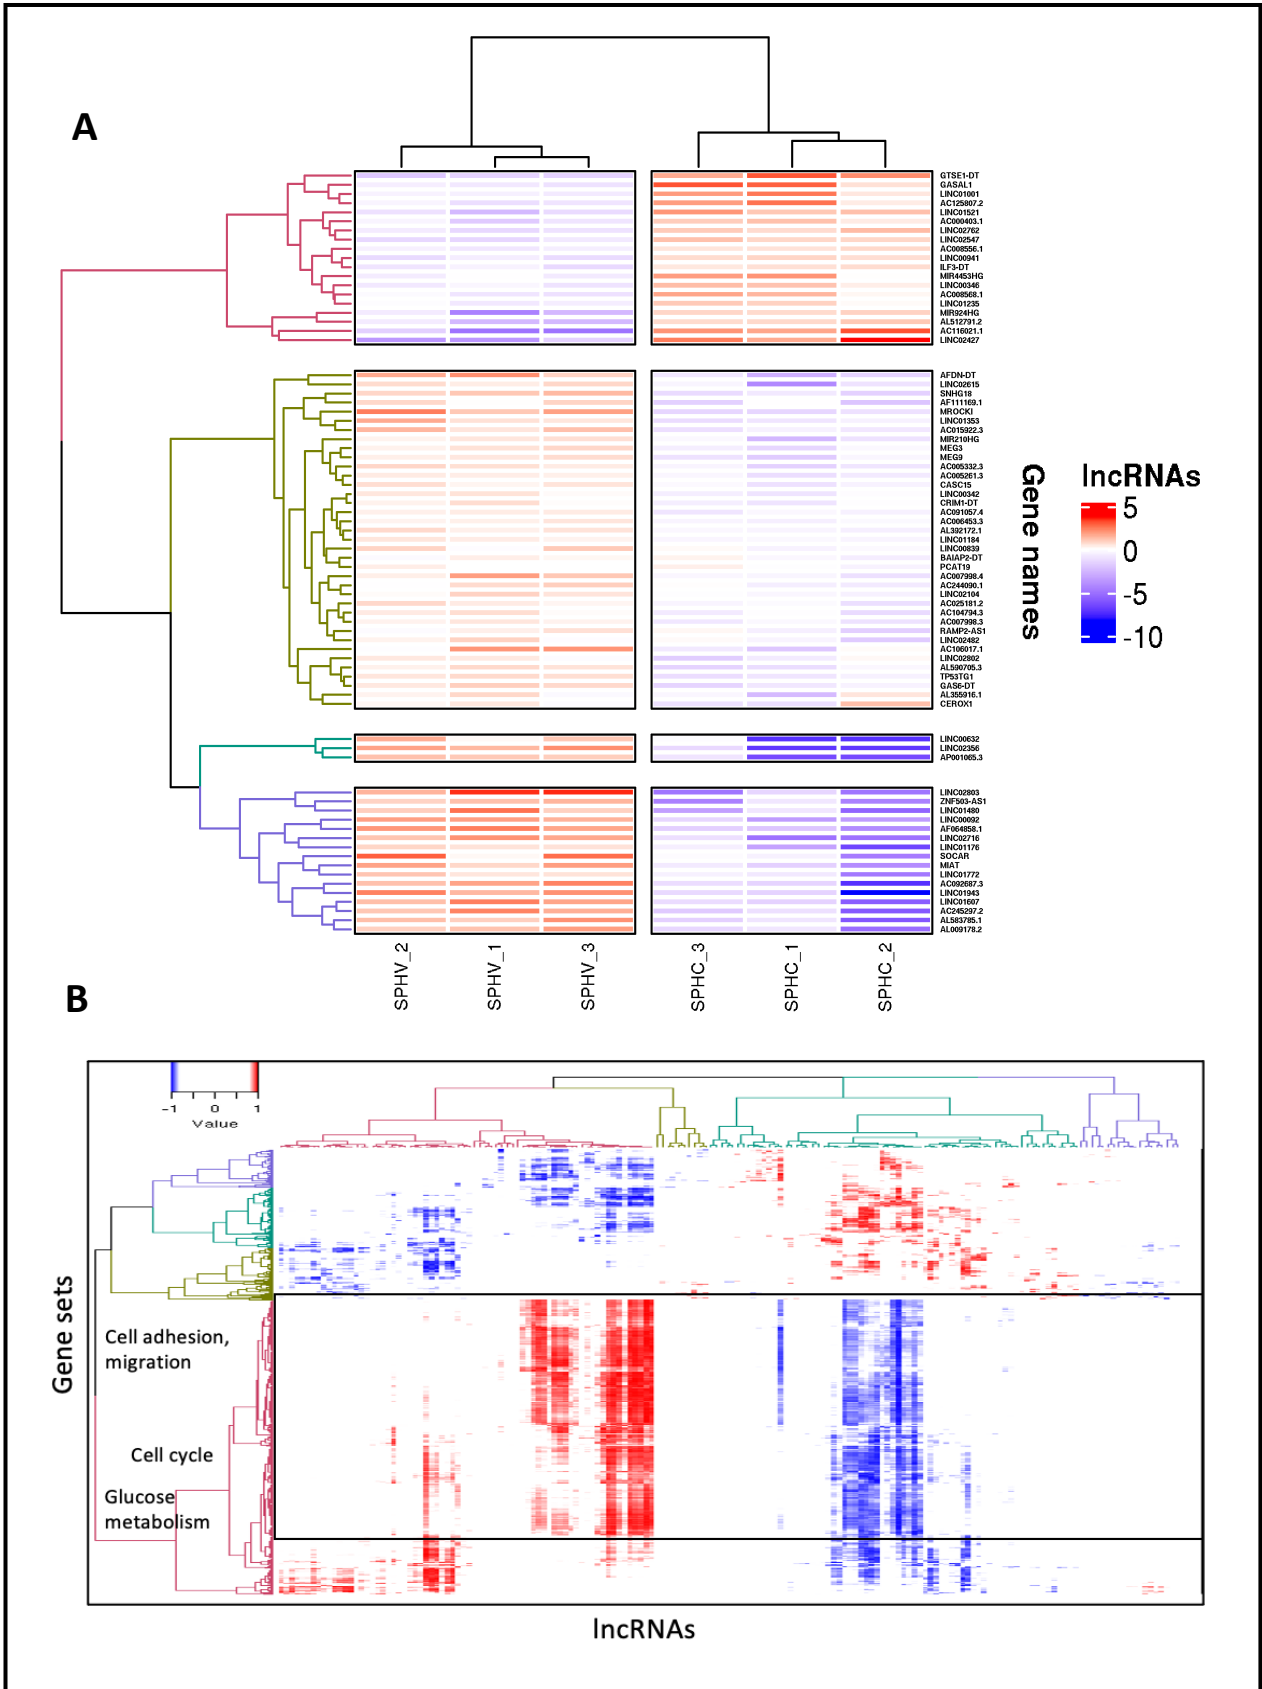 A
GTSE1-DT
GASAL1
LINC01001
AC125807.2
LINC01521
AC000403.1
LINC02762
LINC02547
AC008556.1
LINC00941
ILF3-DT
MIR4453HG
LINC00346
AC008568.1
LINC01235
MIR924HG
AL512791.2
AC116021.1
LINC02427
AFDN-DT
LINC02615
SNHG18
AF111169.1
MROCKI
LINC01353
AC015922.3
MIR210HG
MEG3
MEG9
AC005332.3
AC005261.3
CASC15
LINC00342
CRIM1-DT
AC091057.4
AC006453.3
AL392172.1
LINC01184
LINC00839
BAIAP2-DT
PCAT19
AC007998.4
AC244090.1
LINC02104
AC025181.2
AC104794.3
AC007998.3
RAMP2-AS1
LINC02482
AC106017.1
LINC02802
AL590705.3
TP53TG1
GAS6-DT
AL355916.1
CEROX1
LINC00632
LINC02356
AP001065.3
LINC02803
ZNF503-AS1
LINC01480
LINC00092
AF064858.1
LINC02716
LINC01176
SOCAR
MIAT
LINC01772
AC092687.3
LINC01943
LINC01607
AC245297.2
AL583785.1
AL009178.2
Gene names
lncRNAs
5
0
-5
-10
SPHV_2
SPHV_1
SPHV_3
SPHC_3
SPHC_1
SPHC_2
B
-1 0 1
Value
Gene sets
Cell adhesion,
migration
Cell cycle
Glucose
metabolism
lncRNAs